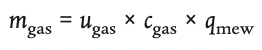 m_gas = u_gas × c_gas × q_mew